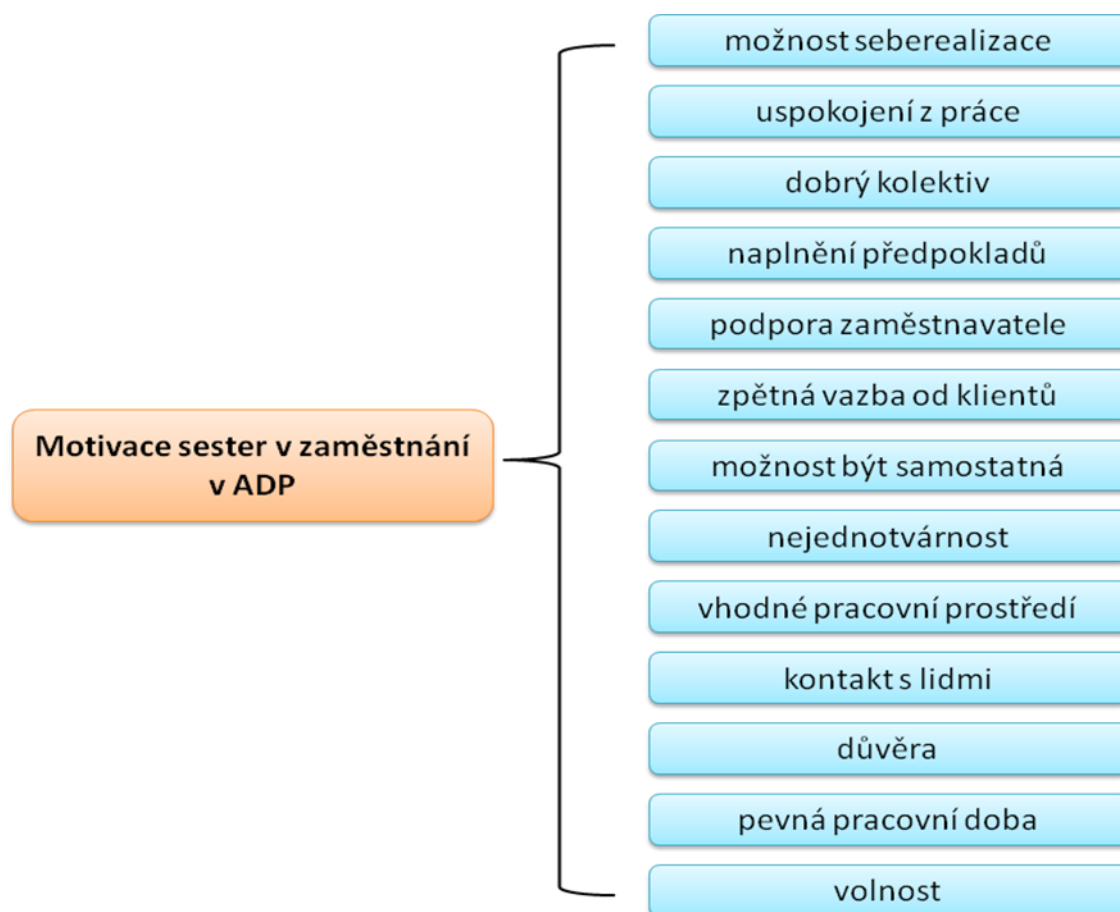 možnost seberealizace
uspokojení z práce
dobrý kolektiv
naplnění předpokladů
podpora zaměstnavatele
zpětná vazba od klientů
Motivace sester v zaměstnání
v ADP
možnost být samostatná
nejednotvárnost
vhodné pracovní prostředí
kontakt s lidmi
důvěra
pevná pracovní doba
volnost